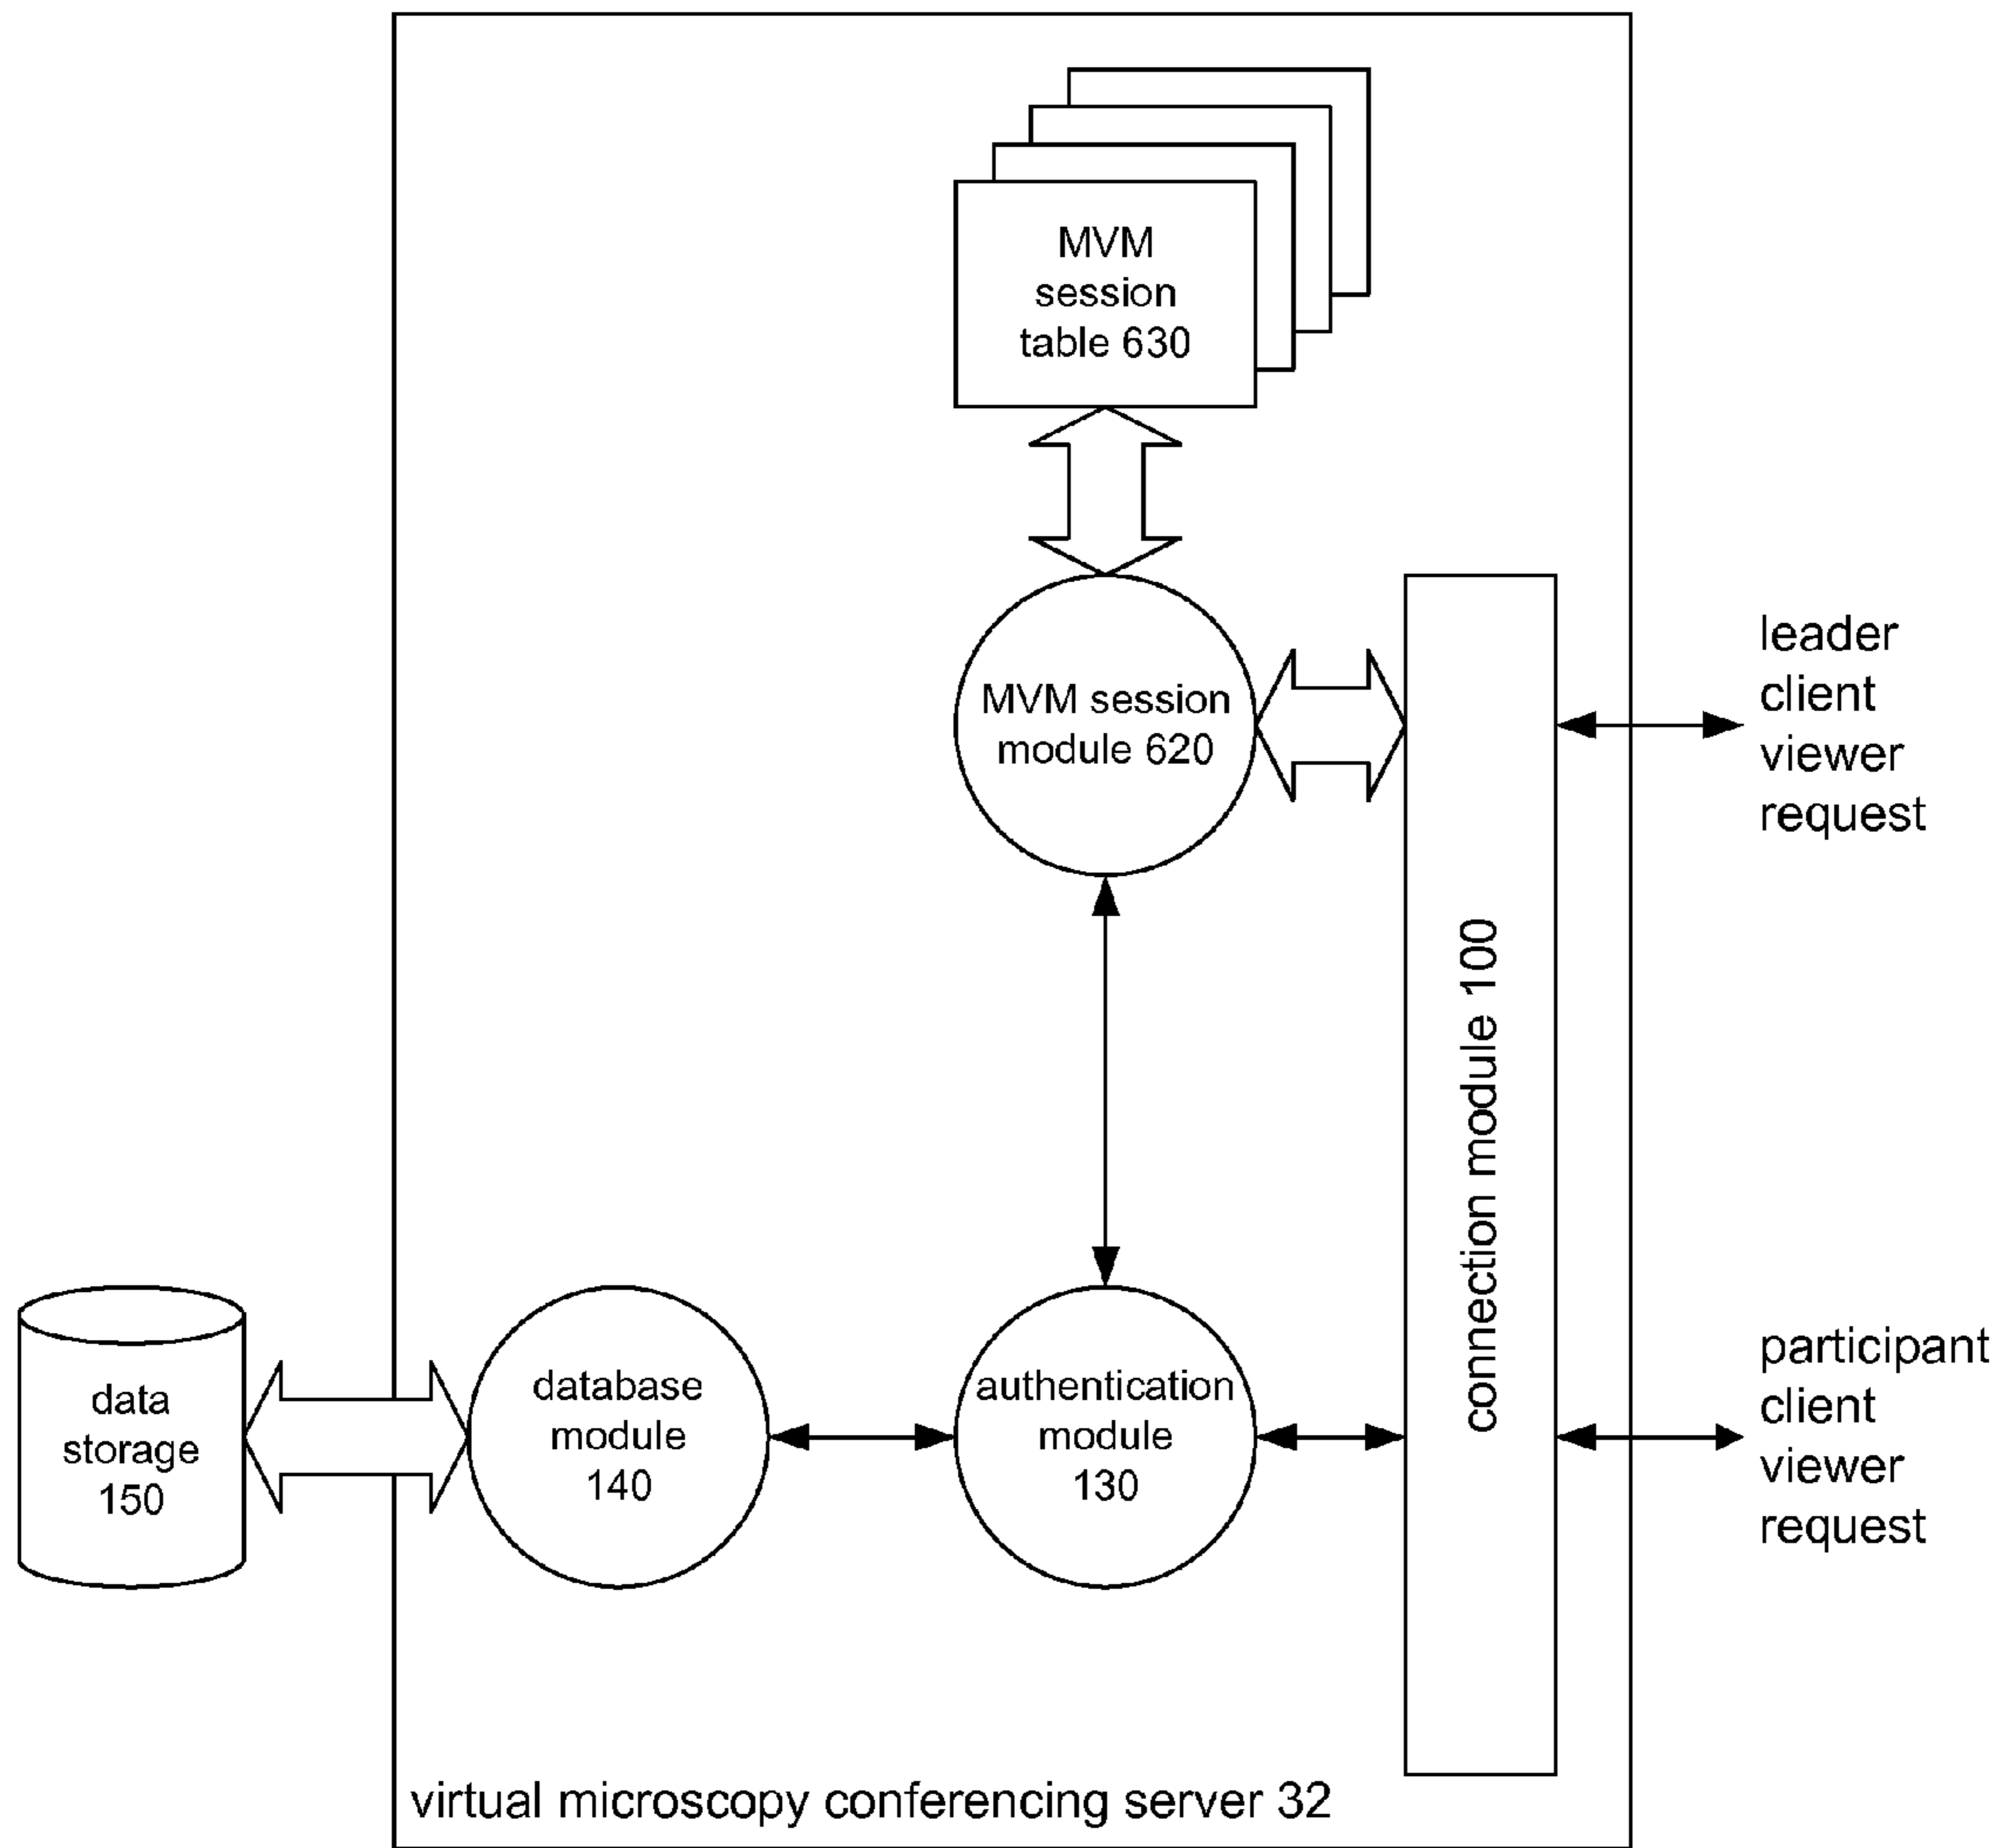 MVM
session
table 630
MVM session
module 620
leader
client
viewer
request
connection module 100
data
storage
150
database
module
140
authentication
module
130
participant
client
viewer
request
virtual microscopy conferencing server 32